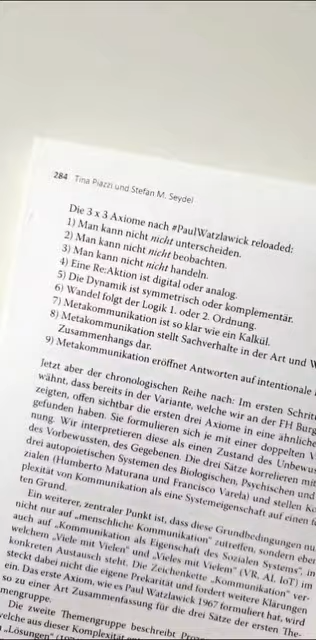 284 Tina Piazzi und Stefan M. Seydel
Die 3 x 3 Axiome nach #PaulWatzlawick reloaded:
1) Man kann nicht nicht unterscheiden.
2) Man kann nicht nicht beobachten.
3) Man kann nicht nicht handeln.
4) Eine Re:Aktion ist digital oder analog.
5) Die Dynamik ist symmetrisch oder komplementär.
6) Wandel folgt der Logik 1. oder 2. Ordnung.
7) Metakommunikation ist so klar wie ein Kalkül.
8) Metakommunikation stellt Sachverhalte in der Art und
Zusammenhangs dar.
9) Metakommunikation eröffnet Antworten auf intentionale
Jetzt aber der chronologischen Reihe nach: Im ersten
wähnt, dass bereits in der Variante, welche wir an der FH
zeigten, offen sichtbar die ersten drei Axiome in eine
gefunden haben. Sie formulieren sich je mit einer doppelten
nung. Wir interpretieren diese als einen Zustand des
des Vorbewussten, des Gegebenen. Die drei Sätze korrelieren
drei autopoietischen Systemen des Biologischen, Psychischen und
zialen (Humberto Maturana und Francisco Varela) und stellen
plexität von Kommunikation als eine Systemeigenschaft auf einen
ten Grund.
Ein weiterer, zentraler Punkt ist, dass diese Grundbedingungen
nicht nur auf „menschliche Kommunikation“ zutreffen, sondern
auch auf „Kommunikation als Eigenschaft des Sozialen Systems“, in
welchem „Viele mit Vielen“ und „Vieles mit Vielem“ (VR, AI, IoT) im
konkreten Austausch steht. Die Zeichenkette „Kommunikation“ ver-
steckt dabei nicht die eigene Prekarität und fordert weitere Klärungen
ein. Das erste Axiom, wie es Paul Watzlawick 1967 formuliert hat, wird
so zu einer Art Zusammenfassung für die drei Sätze der ersten The-
mengruppe.
Die zweite Themengruppe beschreibt
welche aus dieser Komplexität
„Lösungen“